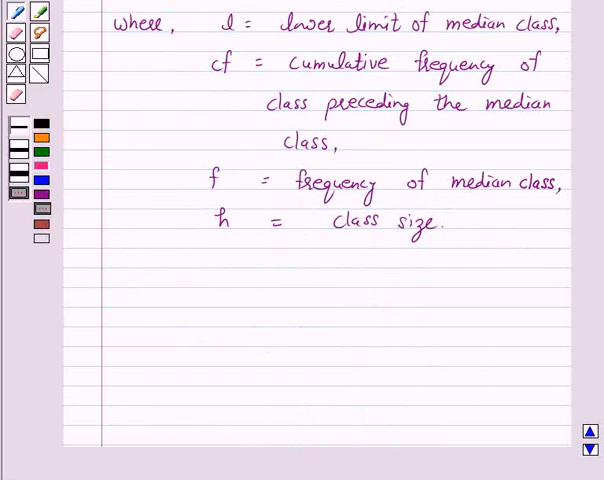 where, l = lower limit of median class,
cf = cumulative frequency of
class preceding the median
class,
f = frequency of median class,
h = class size.